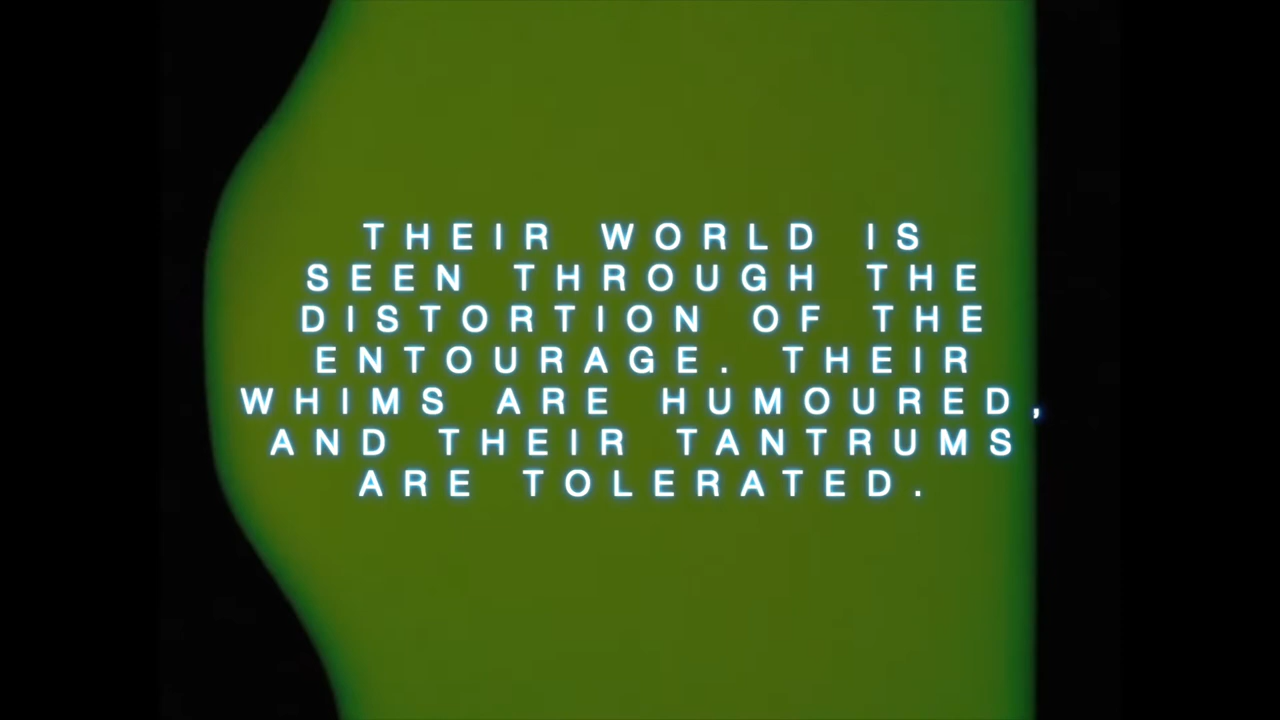 THEIR WORLD IS
SEEN THROUGH THE
DISTORTION OF THE
ENTOURAGE. THEIR
WHIMS ARE HUMOURED,
AND THEIR TANTRUMS
ARE TOLERATED.